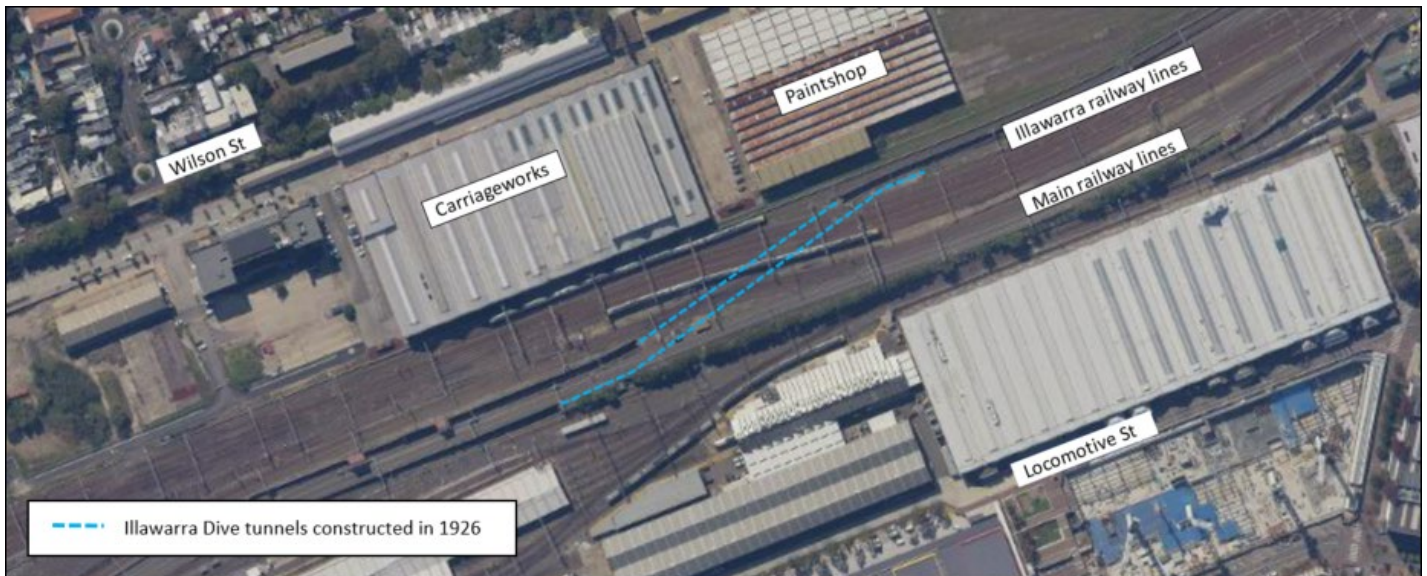 Paintshop
Illawarra railway lines
Wilson St
Carriageworks
Main railway lines
Locomotive St
Illawarra Dive tunnels constructed in 1926